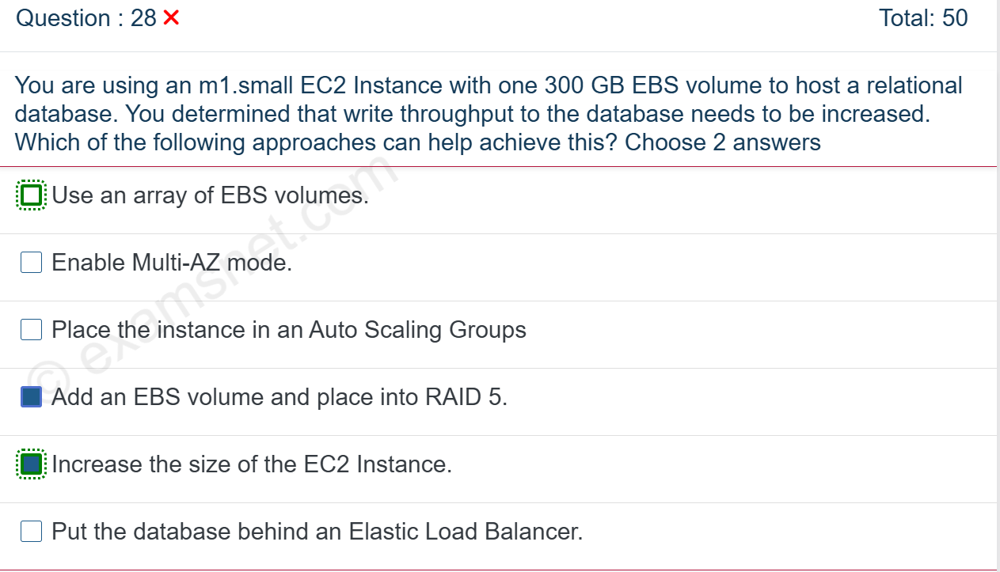 Question : 28
Total: 50
You are using an m1.small EC2 Instance with one 300 GB EBS volume to host a relational
database. You determined that write throughput to the database needs to be increased.
Which of the following approaches can help achieve this? Choose 2 answers
Use an array of EBS volumes.
Enable Multi-AZ mode.
Place the instance in an Auto Scaling Groups
Add an EBS volume and place into RAID 5.
Increase the size of the EC2 Instance.
Put the database behind an Elastic Load Balancer.
© examsnet.com